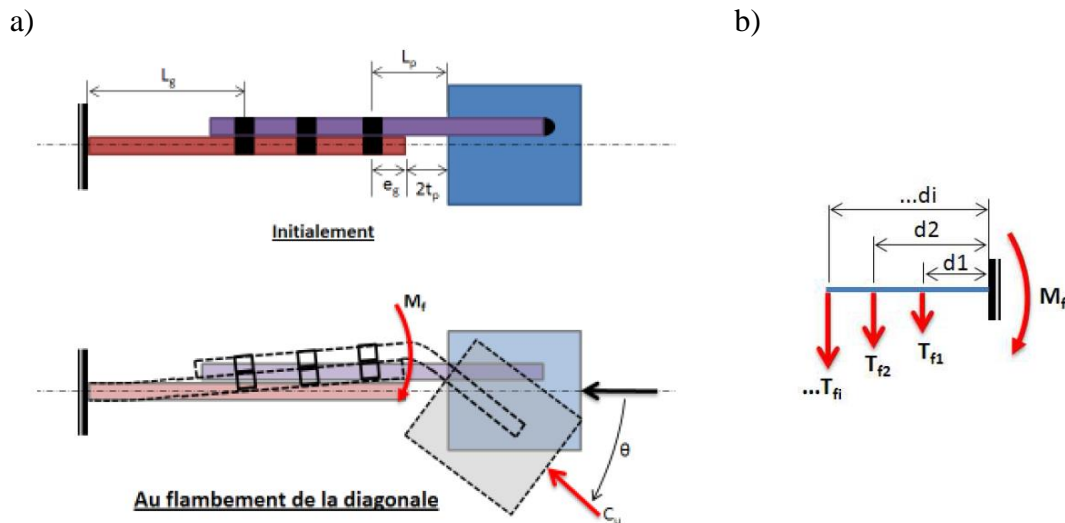 a)
b)
Lg
Lp
eg
2tp
Initialement
...di
d2
d1
Mf
Tf1
Tf2
...Tfi
Mf
θ
Cu
Au flambement de la diagonale